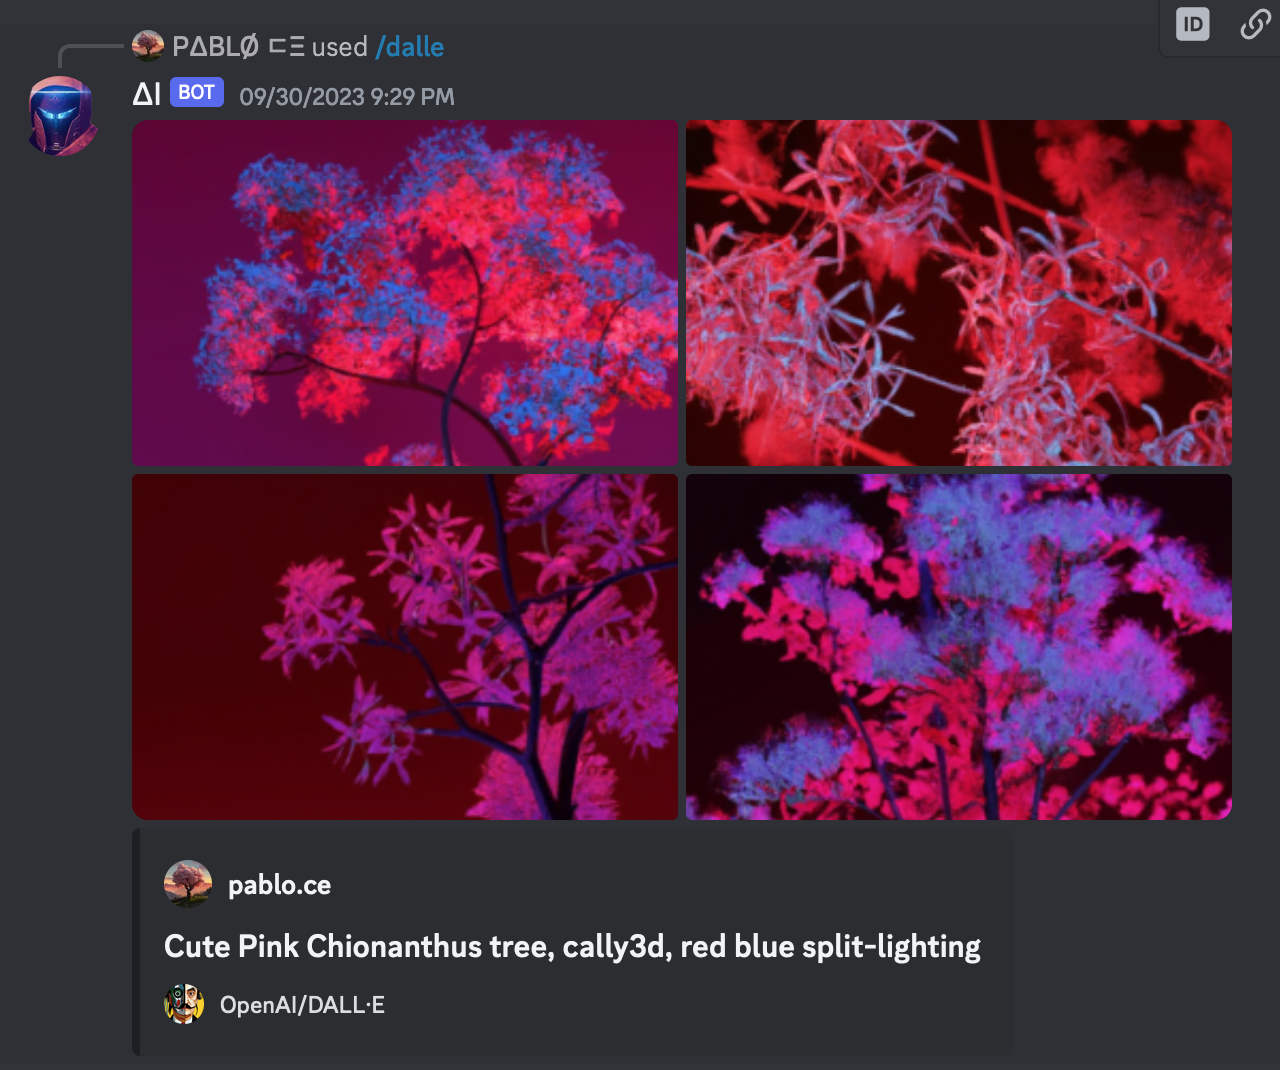 ID
PΔBLØ ㄷΞ used /dalle
ΔI BOT 09/30/2023 9:29 PM
pablo.ce
Cute Pink Chionanthus tree, cally3d, red blue split-lighting
OpenAI/DALL·E